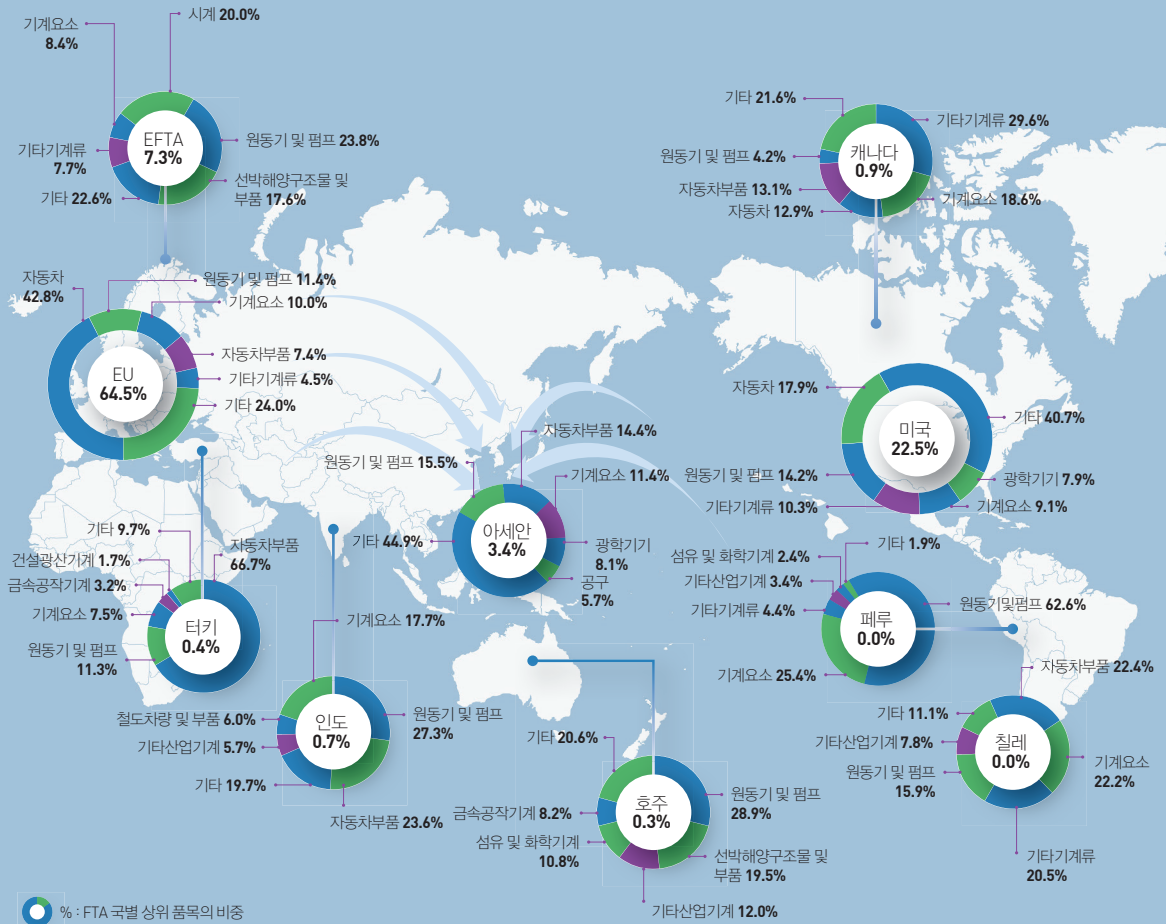 시계 20.0%
기계요소
8.4%
EFTA
7.3%
원동기 및 펌프 23.8%
기타기계류
7.7%
선박해양구조물 및
부품 17.6%
기타 22.6%
기타 21.6%
기타기계류 29.6%
원동기 및 펌프 4.2%
캐나다
0.9%
자동차부품 13.1%
기계요소 18.6%
자동차 12.9%
자동차
42.8%
원동기 및 펌프 11.4%
기계요소 10.0%
자동차부품 7.4%
EU
64.5%
기타기계류 4.5%
기타 24.0%
자동차 17.9%
기타 40.7%
미국
22.5%
원동기 및 펌프 14.2%
광학기기 7.9%
기타기계류 10.3%
기계요소 9.1%
자동차부품 14.4%
원동기 및 펌프 15.5%
기계요소 11.4%
기타 44.9%
아세안
3.4%
광학기기
8.1%
공구
5.7%
기타 9.7%
자동차부품
66.7%
건설광산기계 1.7%
금속공작기계 3.2%
기계요소 7.5%
터키
0.4%
원동기 및 펌프
11.3%
기타 1.9%
섬유 및 화학기계 2.4%
기타산업기계 3.4%
원동기및펌프 62.6%
기타기계류 4.4%
페루
0.0%
기계요소 25.4%
기계요소 17.7%
철도차량 및 부품 6.0%
인도
0.7%
원동기 및 펌프
27.3%
기타산업기계 5.7%
기타 19.7%
자동차부품 23.6%
기타 20.6%
원동기 및 펌프
28.9%
금속공작기계 8.2%
호주
0.3%
섬유 및 화학기계
10.8%
선박해양구조물 및
부품 19.5%
기타산업기계 12.0%
자동차부품 22.4%
기타 11.1%
기타산업기계 7.8%
칠레
0.0%
기계요소
22.2%
원동기 및 펌프
15.9%
기타기계류
20.5%
% : FTA 국별 상위 품목의 비중